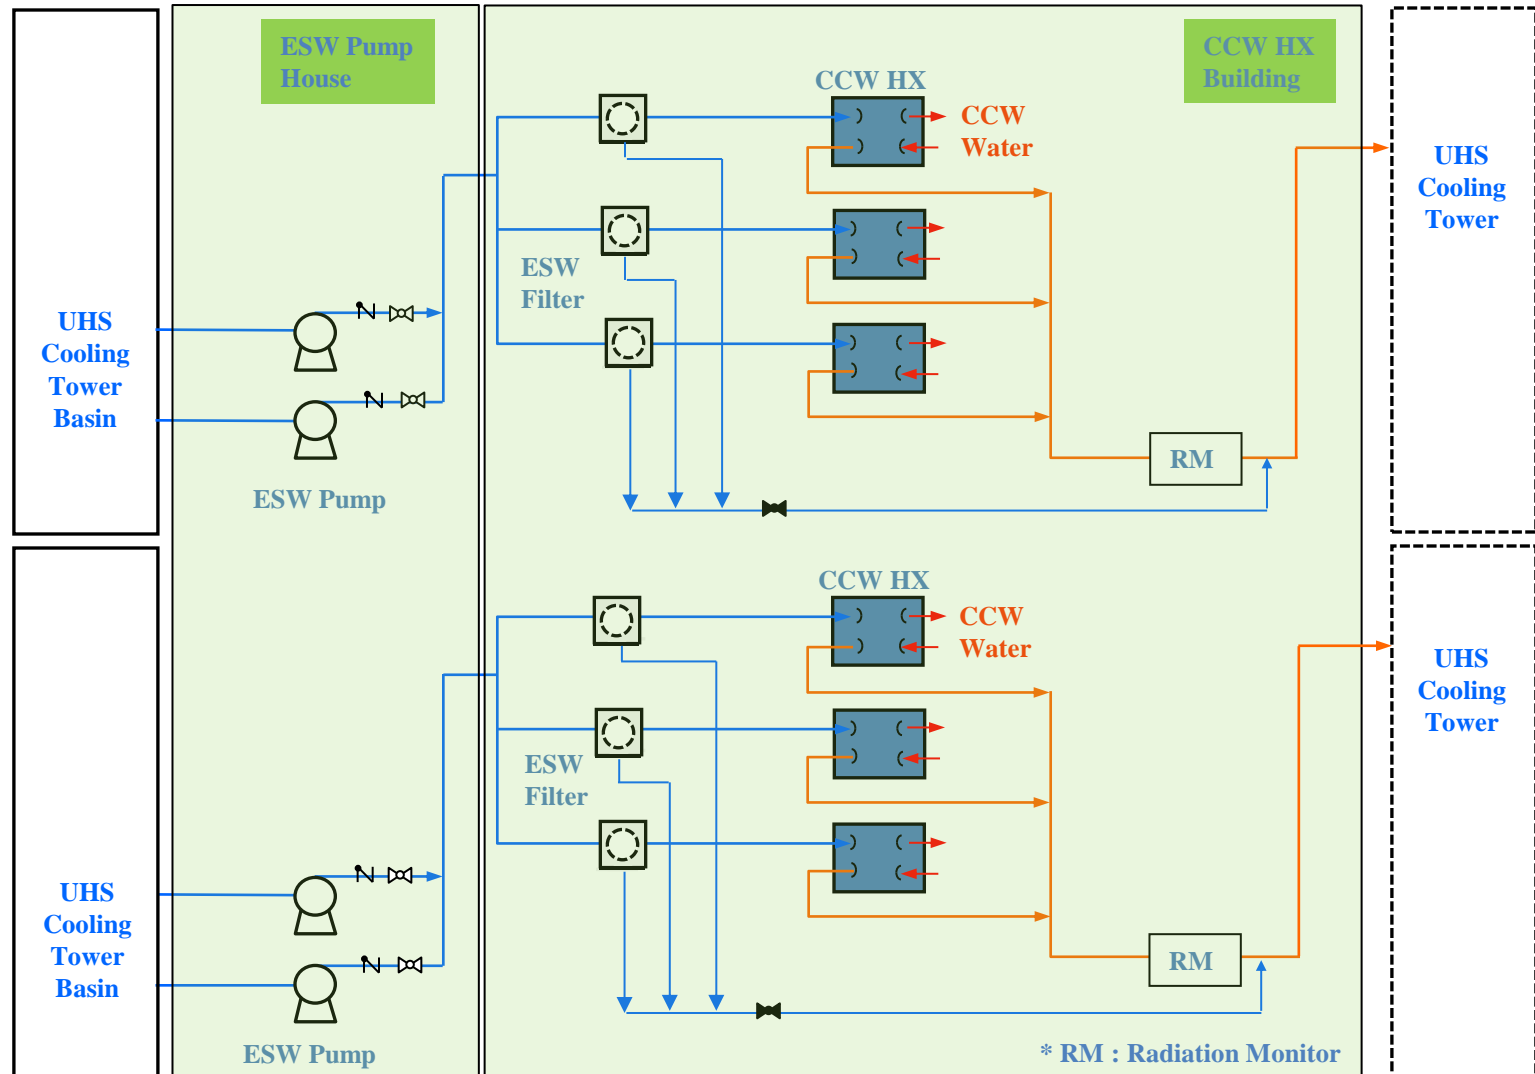 ESW Pump
House
CCW HX
Building
CCW HX
CCW
Water
UHS
Cooling
Tower
ESW
Filter
UHS
Cooling
Tower
Basin
RM
ESW Pump
CCW HX
CCW
Water
UHS
Cooling
Tower
ESW
Filter
UHS
Cooling
Tower
Basin
RM
ESW Pump
* RM : Radiation Monitor